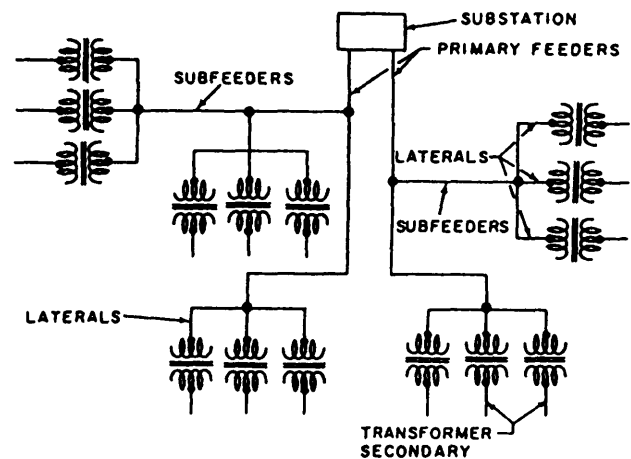 SUBSTATION
PRIMARY FEEDERS
SUBFEEDERS
LATERALS
SUBFEEDERS
LATERALS
TRANSFORMER
SECONDARY